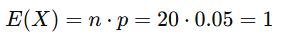 E(X) = n · p = 20 · 0.05 = 1